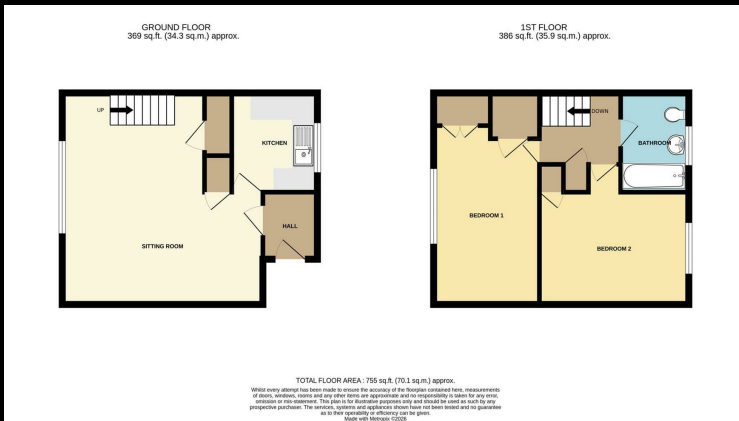 GROUND FLOOR
369 sq.ft. (34.3 sq.m.) approx.
1ST FLOOR
386 sq.ft. (35.9 sq.m.) approx.
UP
KITCHEN
HALL
SITTING ROOM
DOWN
BATHROOM
BEDROOM 1
BEDROOM 2
TOTAL FLOOR AREA : 755 sq.ft. (70.1 sq.m.) approx.
Whilst every attempt has been made to ensure the accuracy of the floorplan contained here, measurements
of doors, windows, rooms and any other items are approximate and no responsibility is taken for any error,
omission or mis-statement. This plan is for illustrative purposes only and should be used as such by any
prospective purchaser. The services, systems and appliances shown have not been tested and no guarantee
as to their operability or efficiency can be given.
Made with Metropix ©2026